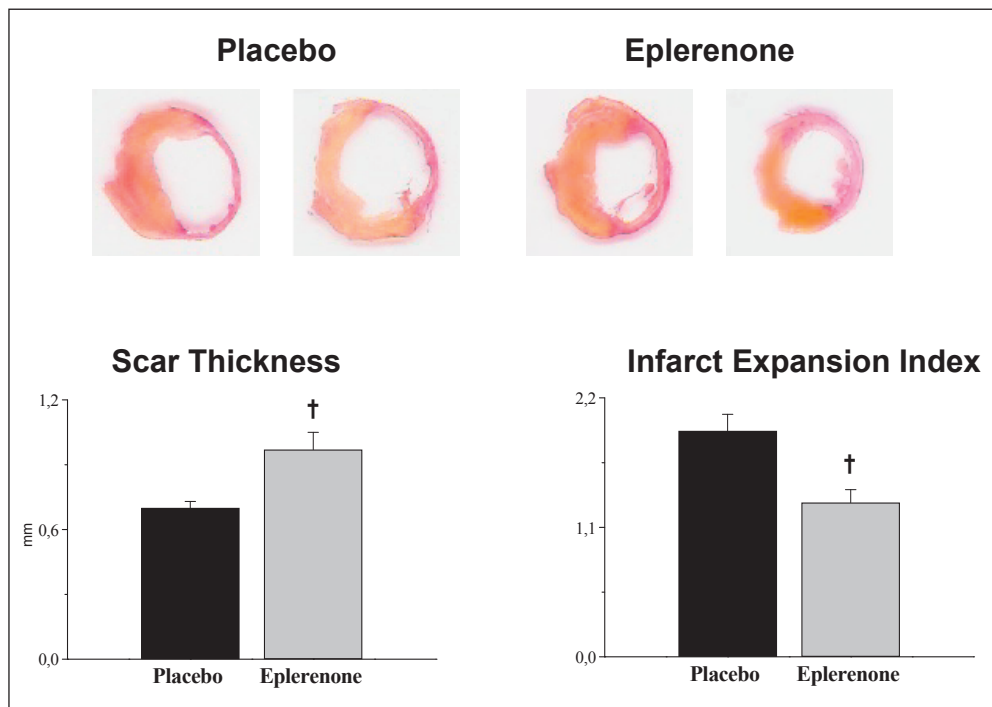 Placebo
Eplerenone
Scar Thickness
1,2
†
0,6
mm
0,0
Placebo
Eplerenone
Infarct Expansion Index
2,2
†
1,1
0,0
Placebo
Eplerenone